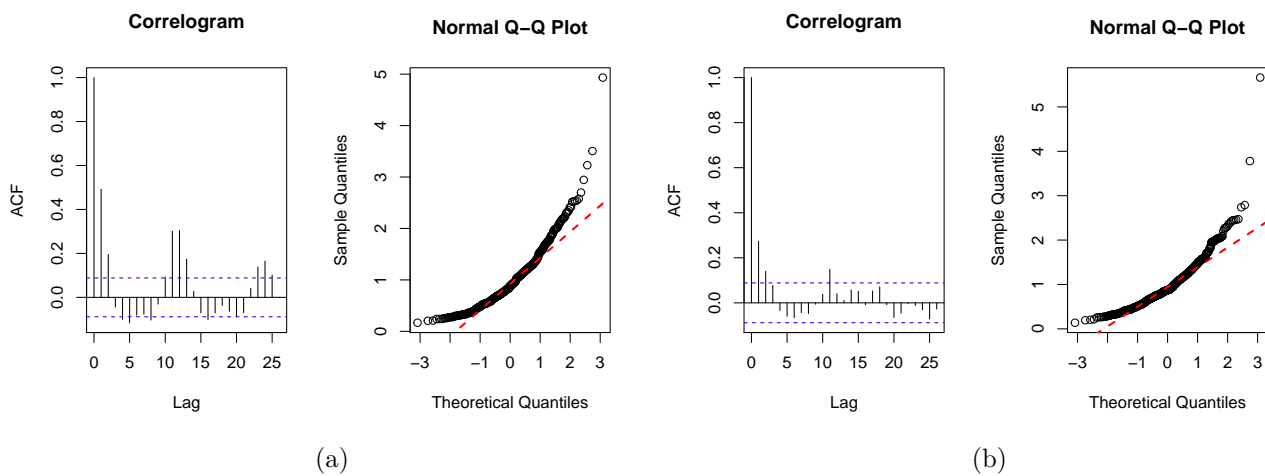 Correlogram
ACF
1.0
0.8
0.6
0.4
0.2
0.0
0 5 10 15 20 25
Lag
Normal Q−Q Plot
Sample Quantiles
5
4
3
2
1
0
−3 −2 −1 0 1 2 3
Theoretical Quantiles
(a)
Correlogram
ACF
1.0
0.8
0.6
0.4
0.2
0.0
0 5 10 15 20 25
Lag
Normal Q−Q Plot
Sample Quantiles
5
4
3
2
1
0
−3 −2 −1 0 1 2 3
Theoretical Quantiles
(b)